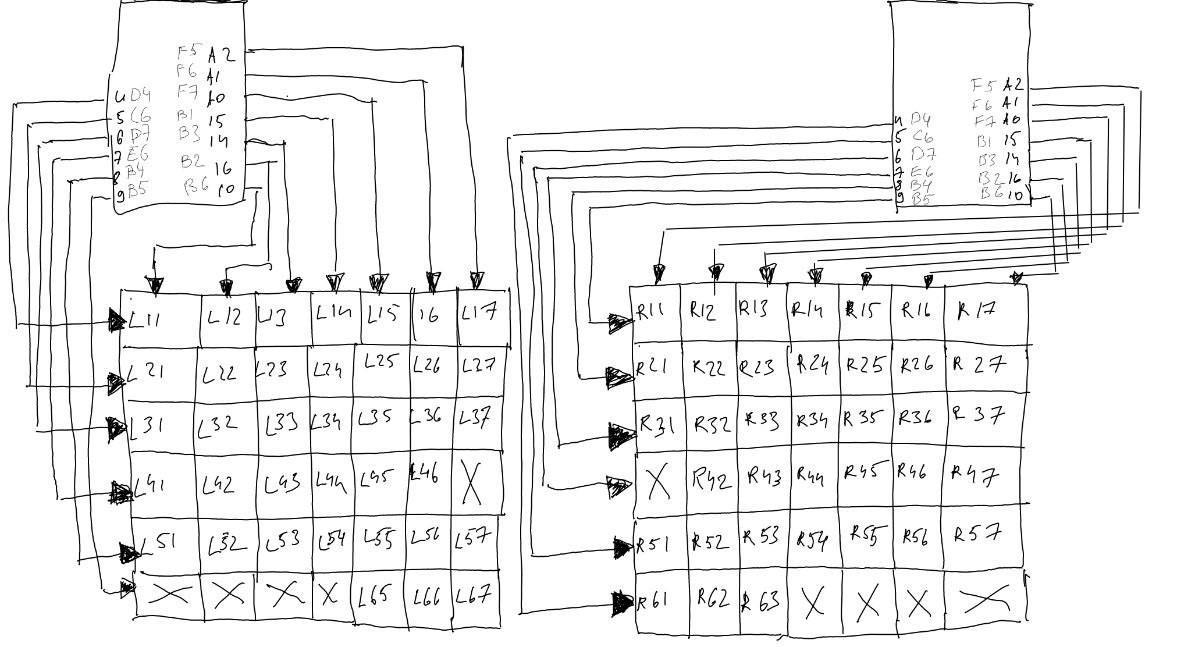 F5 A2
F6 A1
F7 A0
4 D4
5 C6 B1 15
6 D7 B3 14
7 E6
8 B4 B2 16
9 B5 B6 10
F5 A2
F6 A1
F7 A0
4 D4
5 C6 B1 15
6 D7 B3 14
7 E6 B2 16
8 B4 B6 10
9 B5
L11 L12 L13 L14 L15 16 L17
L21 L22 L23 L24 L25 L26 L27
L31 L32 L33 L34 L35 L36 L37
L41 L42 L43 L44 L45 L46 X
L51 L52 L53 L54 L55 L56 L57
X X X X L65 L66 L67
R11 R12 R13 R14 R15 R16 R17
R21 R22 R23 R24 R25 R26 R27
R31 R32 R33 R34 R35 R36 R37
X R42 R43 R44 R45 R46 R47
R51 R52 R53 R54 R55 R56 R57
R61 R62 R63 X X X X